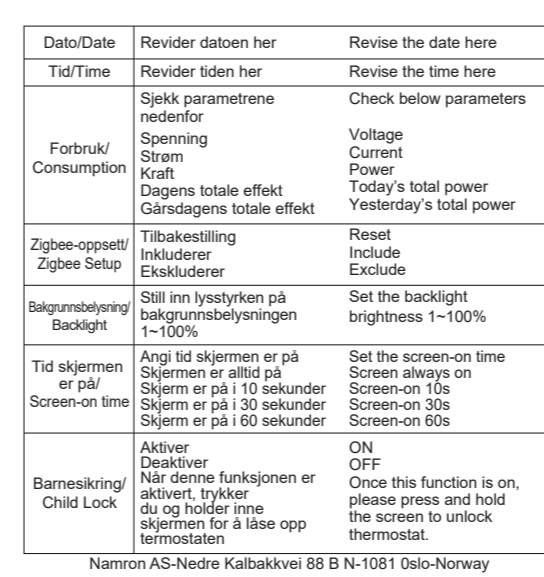 Dato/Date
Revider datoen her
Revise the date here
Tid/Time
Revider tiden her
Revise the time here
Forbruk/
Consumption
Sjekk parametrene
nedenfor
Spenning
Strøm
Kraft
Dagens totale effekt
Gårsdagens totale effekt
Check below parameters
Voltage
Current
Power
Today's total power
Yesterday's total power
Zigbee-oppsett/
Zigbee Setup
Tilbakestilling
Inkluderer
Ekskluderer
Reset
Include
Exclude
Bakgrunnsbelysning/
Backlight
Still inn lysstyrken på
bakgrunnsbelysningen
1~100%
Set the backlight
brightness 1~100%
Tid skjermen
er på/
Screen-on time
Angi tid skjermen er på
Skjermen er alltid på
Skjerm er på i 10 sekunder
Skjerm er på i 30 sekunder
Skjerm er på i 60 sekunder
Set the screen-on time
Screen always on
Screen-on 10s
Screen-on 30s
Screen-on 60s
Barnesikring/
Child Lock
Aktiver
Deaktiver
Når denne funksjonen er
aktivert, trykker
du og holder inne
skjermen for å låse opp
termostaten
ON
OFF
Once this function is on,
please press and hold
the screen to unlock
thermostat.
Namron AS-Nedre Kalbakkvei 88 B N-1081 0slo-Norway